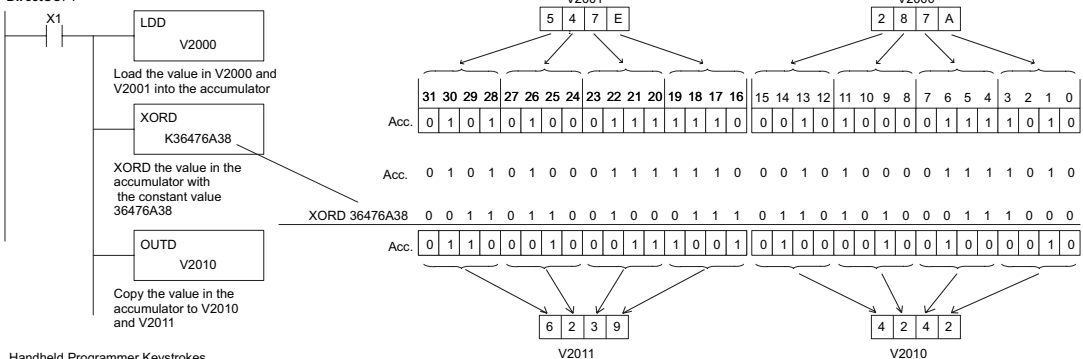 X1
LDD
V2000
Load the value in V2000 and
V2001 into the accumulator
XORD
K36476A38
XORD the value in the
accumulator with
the constant value
36476A38
OUTD
V2010
Copy the value in the
accumulator to V2010
and V2011
Handheld Programmer Keystrokes
V2001
5 4 7 E
2 8 7 A
31 30 29 28 27 26 25 24 23 22 21 20 19 18 17 16 15 14 13 12 11 10 9 8 7 6 5 4 3 2 1 0
Acc. 0 1 0 1 0 1 0 0 0 1 1 1 1 1 1 0 0 0 1 0 1 0 0 0 0 1 1 1 1 0 1 0
Acc. 0 1 0 1 0 1 0 0 0 1 1 1 1 1 1 0 0 0 1 0 1 0 0 0 0 1 1 1 1 0 1 0
XORD 36476A38 0 0 1 1 0 1 1 0 0 1 0 0 0 1 1 1 0 1 1 0 1 0 1 0 0 0 1 1 1 0 0 0
Acc. 0 1 1 0 0 0 1 0 0 0 1 1 1 0 0 1 0 1 0 0 0 0 1 0 0 1 0 0 0 0 1 0
6 2 3 9
4 2 4 2
V2011
V2010